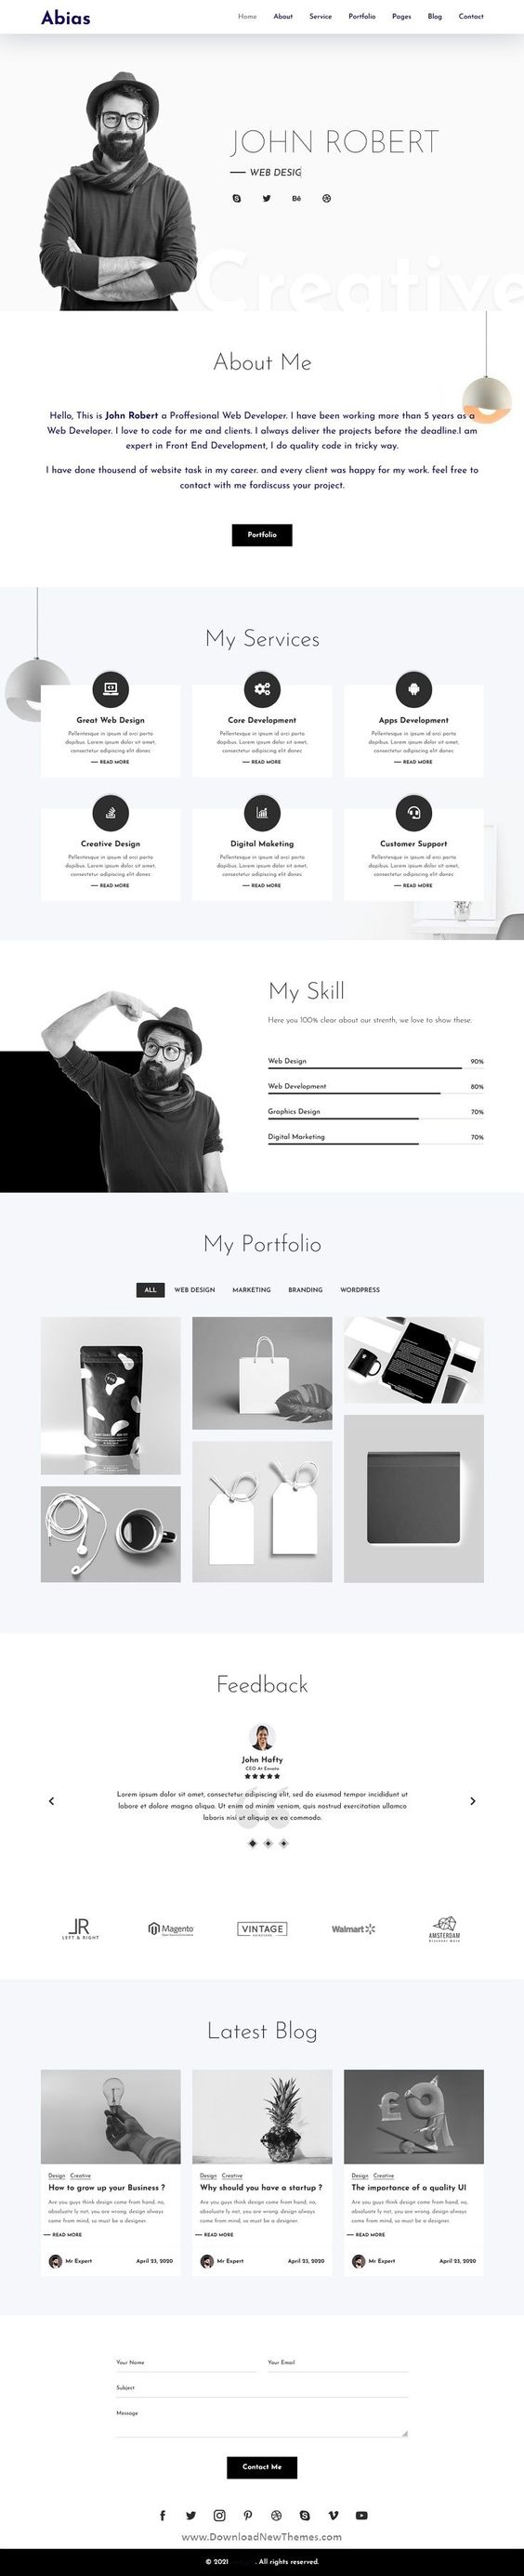 Abias
Home About Service Portfolio Pages Blog Contact
JOHN ROBERT
WEB DESIG
Bē
Creative
About Me
Hello, This is John Robert a Proffesional Web Developer. I have been working more than 5 years as a
Web Developer. I love to code for me and clients. I always deliver the projects before the deadline.I am
expert in Front End Development, I do quality code in tricky way.
I have done thousend of website task in my career. and every client was happy for my work. feel free to
contact with me fordiscuss your project.
Portfolio
My Services
Great Web Design
Pellentesque in ipsum id orci porta
dapibus. Lorem ipsum dolor sit amet,
consectetur adipiscing elit donec
READ MORE
Core Development
Pellentesque in ipsum id orci porta
dapibus. Lorem ipsum dolor sit amet,
consectetur adipiscing elit donec
READ MORE
Apps Development
Pellentesque in ipsum id orci porta
dapibus. Lorem ipsum dolor sit amet,
consectetur adipiscing elit donec
READ MORE
Creative Design
Pellentesque in ipsum id orci porta
dapibus. Lorem ipsum dolor sit amet,
consectetur adipiscing elit donec
READ MORE
Digital Maketing
Pellentesque in ipsum id orci porta
dapibus. Lorem ipsum dolor sit amet,
consectetur adipiscing elit donec
READ MORE
Customer Support
Pellentesque in ipsum id orci porta
dapibus. Lorem ipsum dolor sit amet,
consectetur adipiscing elit donec
READ MORE
My Skill
Here you 100% clear about our strenth, we love to show these.
Web Design 90%
Web Development 80%
Graphics Design 70%
Digital Marketing 70%
My Portfolio
ALL WEB DESIGN MARKETING BRANDING WORDPRESS
Feedback
John Hafty
CEO At Envato
Lorem ipsum dolor sit amet, consectetur adipiscing elit, sed do eiusmod tempor incididunt ut
lobore et dolore magna aliqua. Ut enim ad minim veniam, quis nostrud exercitation ullamco
laboris nisi ut aliquip ex ea commodo.
JR
LEFT & RIGHT
Magento
VINTAGE
Walmart
AMSTERDAM
Latest Blog
Design Creative
How to grow up your Business ?
Are you guys think design come from hand, no,
absoluate ly not, you are wrong. design always
come from mind, so must be a designer.
READ MORE
Mr Expert April 23, 2020
Design Creative
Why should you have a startup ?
Are you guys think design come from hand, no,
absoluate ly not, you are wrong. design always
come from mind, so must be a designer.
READ MORE
Mr Expert April 23, 2020
Design Creative
The importance of a quality UI
Are you guys think design come from hand, no,
absoluate ly not, you are wrong. design always
come from mind, so must be a designer.
READ MORE
Mr Expert April 23, 2020
Your Name Your Email
Subject
Message
Contact Me
www.DownloadNewThemes.com
© 2021 . All rights reserved.